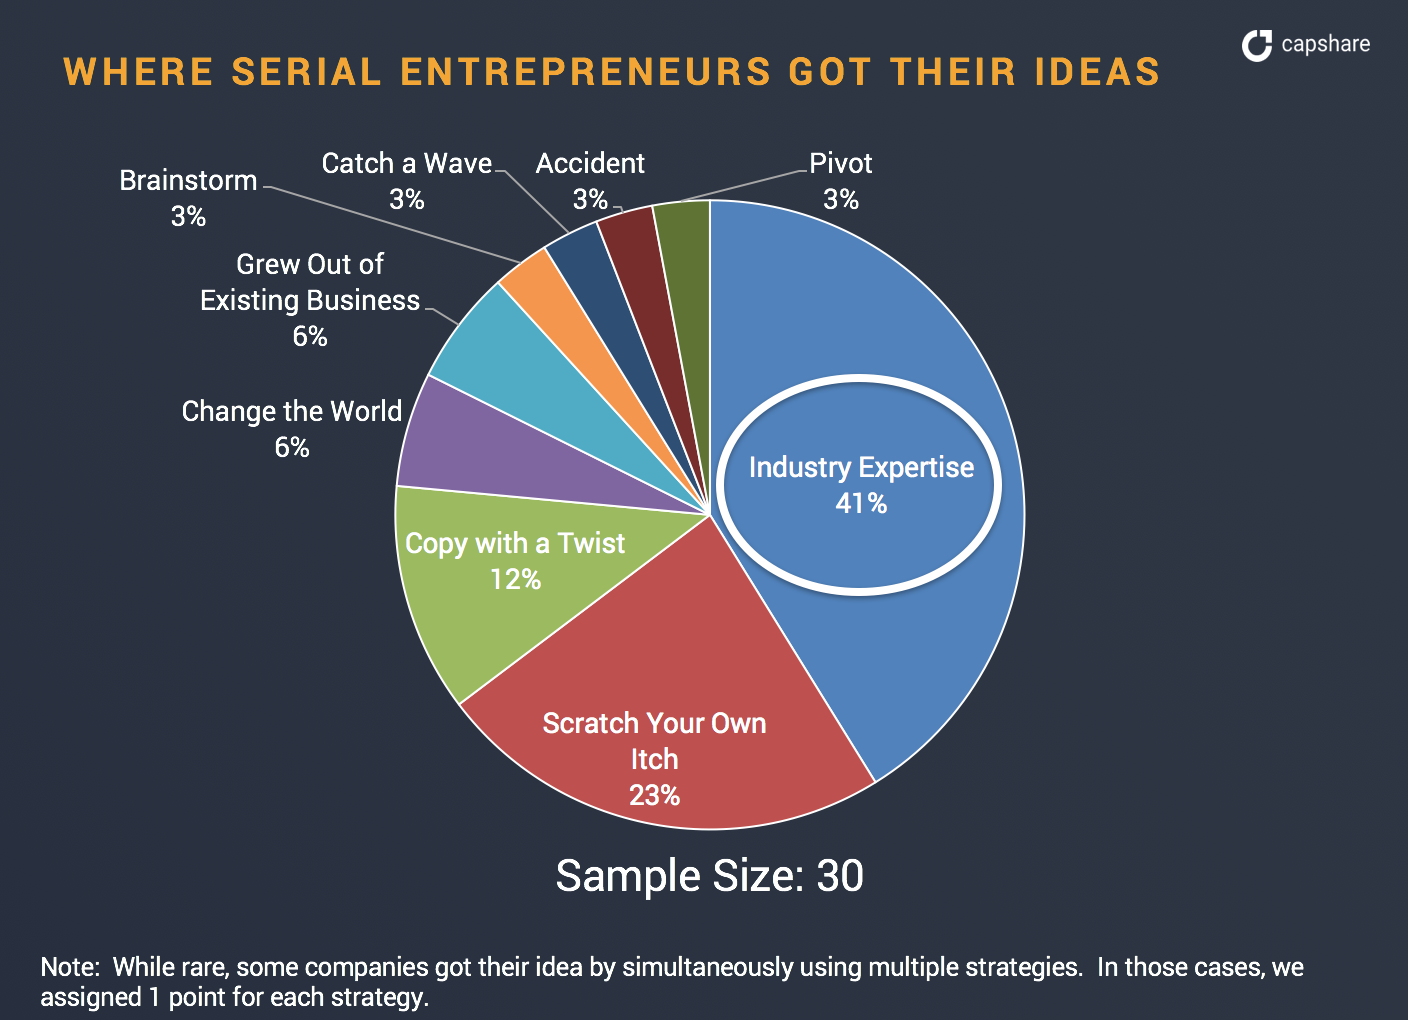 capshare
WHERE SERIAL ENTREPRENEURS GOT THEIR IDEAS
Catch a Wave
3%
Accident
3%
Pivot
3%
Brainstorm
3%
Grew Out of
Existing Business
6%
Change the World
6%
Industry Expertise
41%
Copy with a Twist
12%
Scratch Your Own
Itch
23%
Sample Size: 30
Note:  While rare, some companies got their idea by simultaneously using multiple strategies.  In those cases, we
assigned 1 point for each strategy.